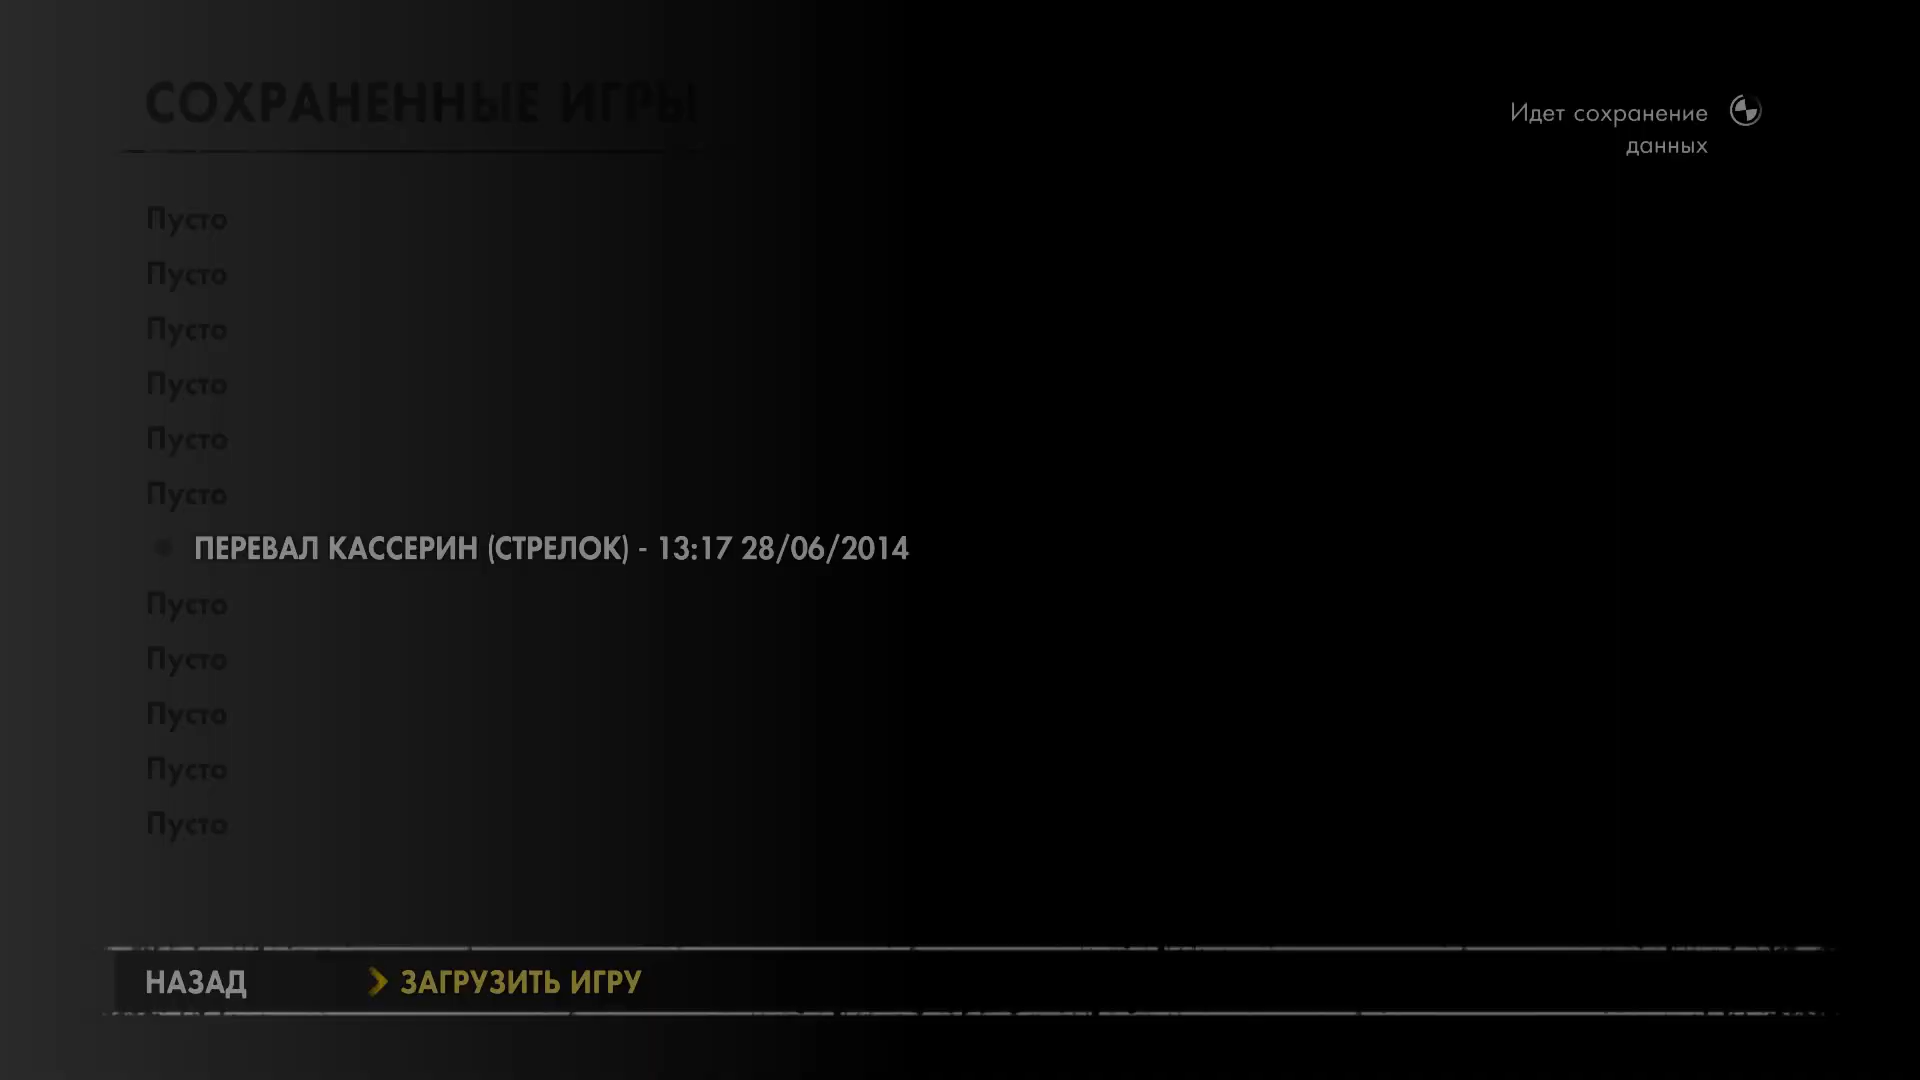 СОХРАНЕННЫЕ ИГРЫ
Идет сохранение
данных
Пусто
Пусто
Пусто
Пусто
Пусто
Пусто
ПЕРЕВАЛ КАССЕРИН (СТРЕЛОК) - 13:17 28/06/2014
Пусто
Пусто
Пусто
Пусто
Пусто
НАЗАД
ЗАГРУЗИТЬ ИГРУ